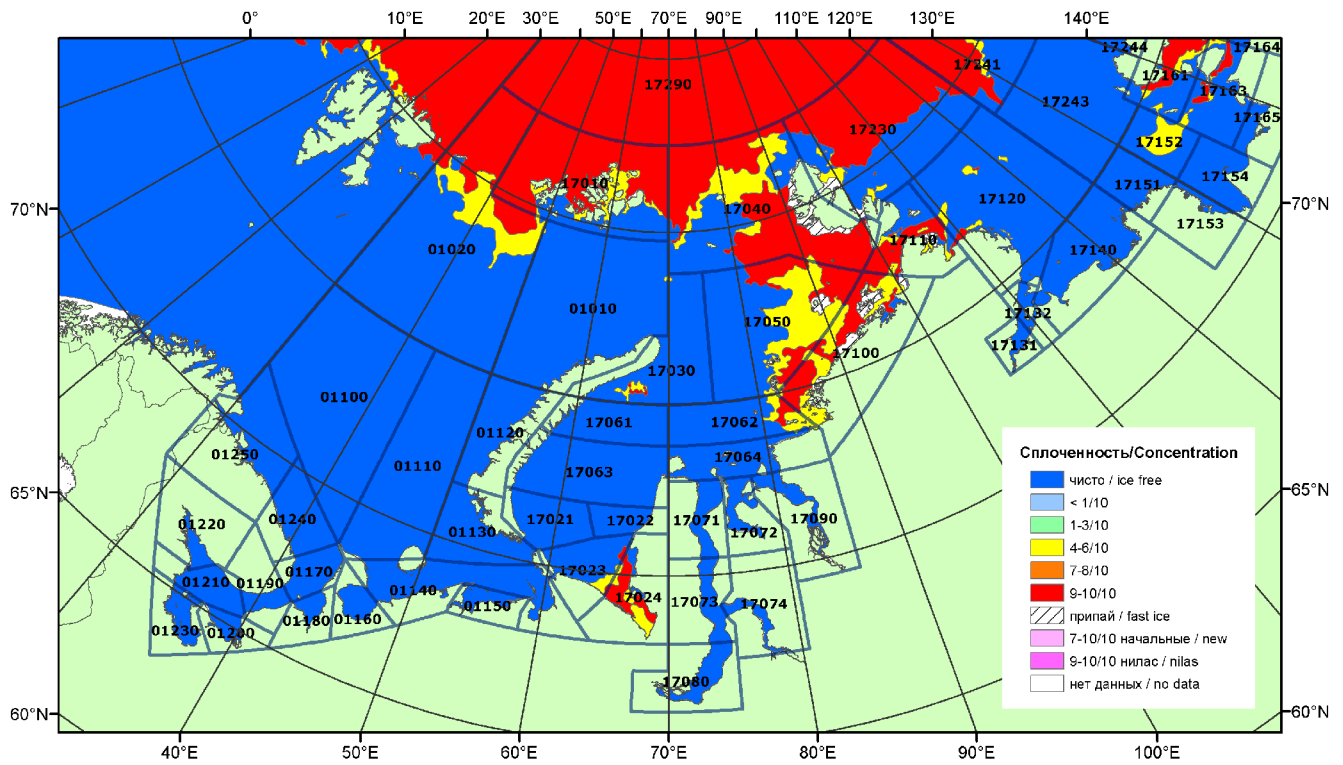 0° 10°E 20°E 30°E 50°E 70°E 90°E 110°E 120°E 130°E 140°E
17244 17164
17241 17161
17290 17163
17243
17165
17230
17152
17010 17151 17154
70°N 17040 17120 70°N
17153
01020 17110 17140
01010 17050 17132
17131
17030 17100
01100
01120 17061 17062
01250 01110 17063 17064
65°N 65°N
01220 01240 01130 17021 17022 17071 17072 17090
01210 01190 01170 01140 17023
01150 17024 17073 17074
01230 01200 01180 01160
17080
60°N 60°N
40°E 50°E 60°E 70°E 80°E 90°E 100°E
Сплоченность/Concentration
чисто / ice free
< 1/10
1-3/10
4-6/10
7-8/10
9-10/10
припай / fast ice
7-10/10 начальные / new
9-10/10 нилас / nilas
нет данных / no data